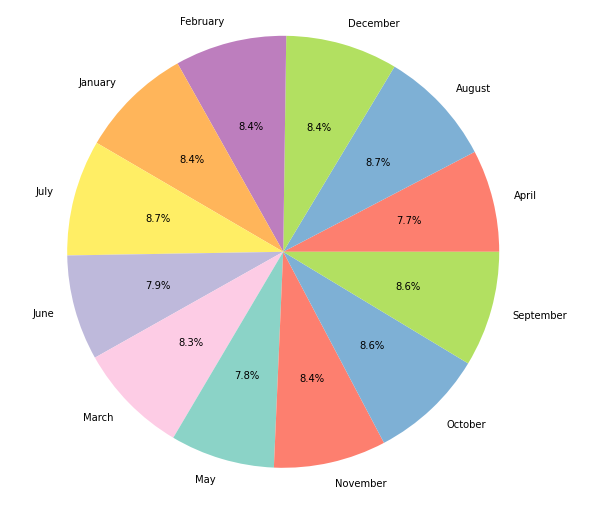 February
December
January
August
8.4%
8.4%
8.4%
8.7%
July
April
8.7%
7.7%
7.9%
8.6%
June
September
8.3%
8.6%
7.8%
8.4%
March
October
May
November